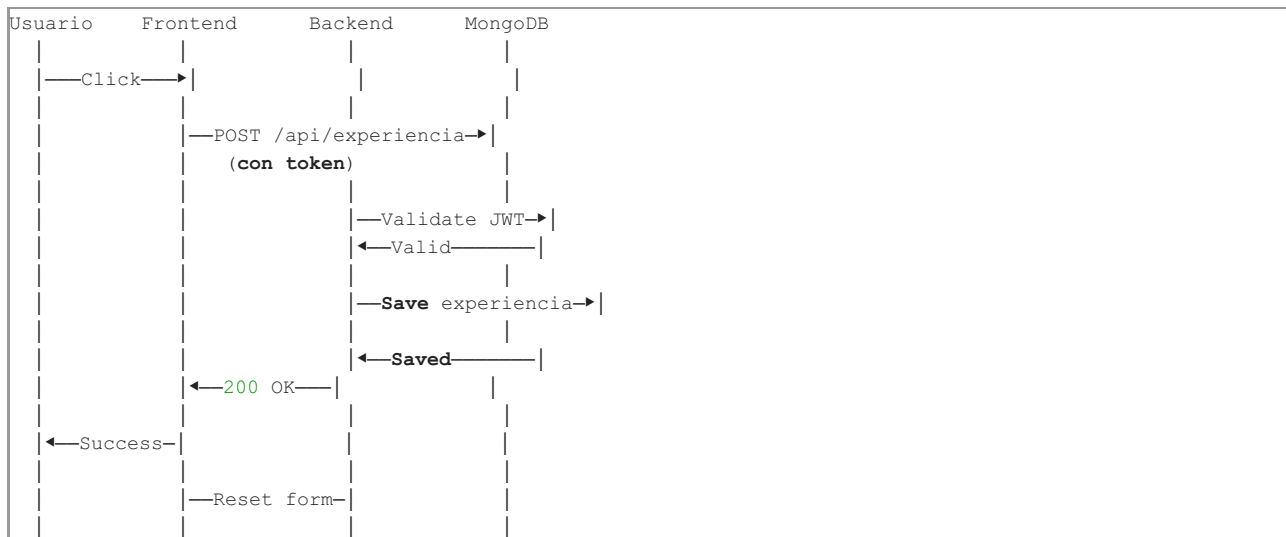 Usuario Frontend Backend MongoDB
Click
POST /api/experiencia
(con token)
Validate JWT
Valid
Save experiencia
Saved
200 OK
Success
Reset form